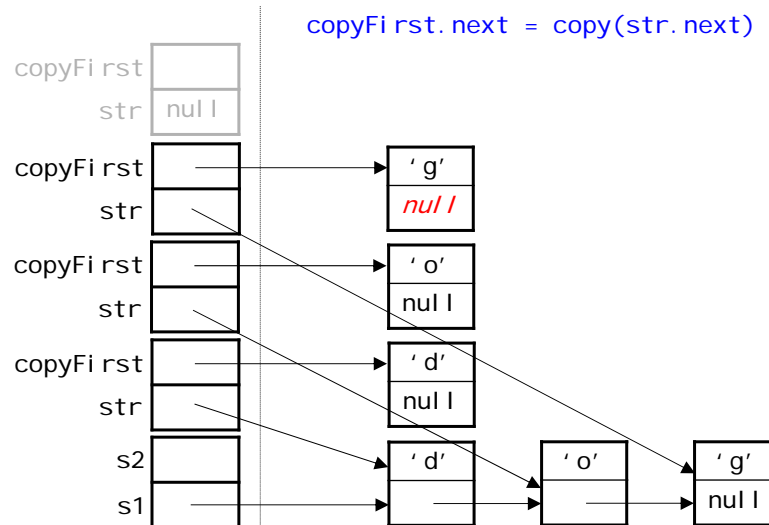 copyFirst.next = copy(str.next)
copyFirst
str null
copyFirst 'g'
str null
copyFirst 'o'
str null
copyFirst 'd'
str null
s2 'd' 'o' 'g'
s1 null